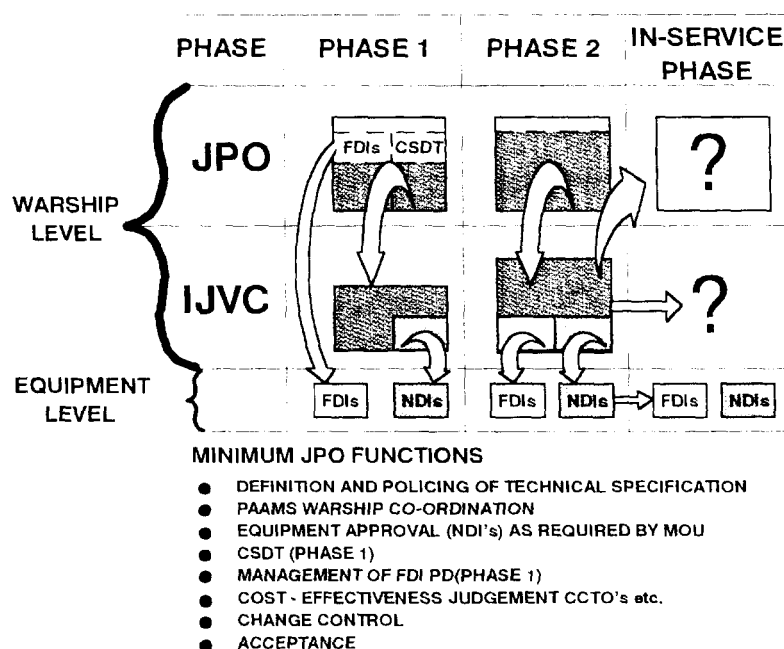 PHASE PHASE 1 PHASE 2 IN-SERVICE PHASE
JPO FDIs CSDT ?
WARSHIP LEVEL
IJVC ?
EQUIPMENT LEVEL
FDIs NDIs FDIs NDIs FDIs NDIs
MINIMUM JPO FUNCTIONS
● DEFINITION AND POLICING OF TECHNICAL SPECIFICATION
● PAAMS WARSHIP CO-ORDINATION
● EQUIPMENT APPROVAL (NDI's) AS REQUIRED BY MOU
● CSDT (PHASE 1)
● MANAGEMENT OF FDI PD(PHASE 1)
● COST - EFFECTIVENESS JUDGEMENT CCTO's etc.
● CHANGE CONTROL
● ACCEPTANCE